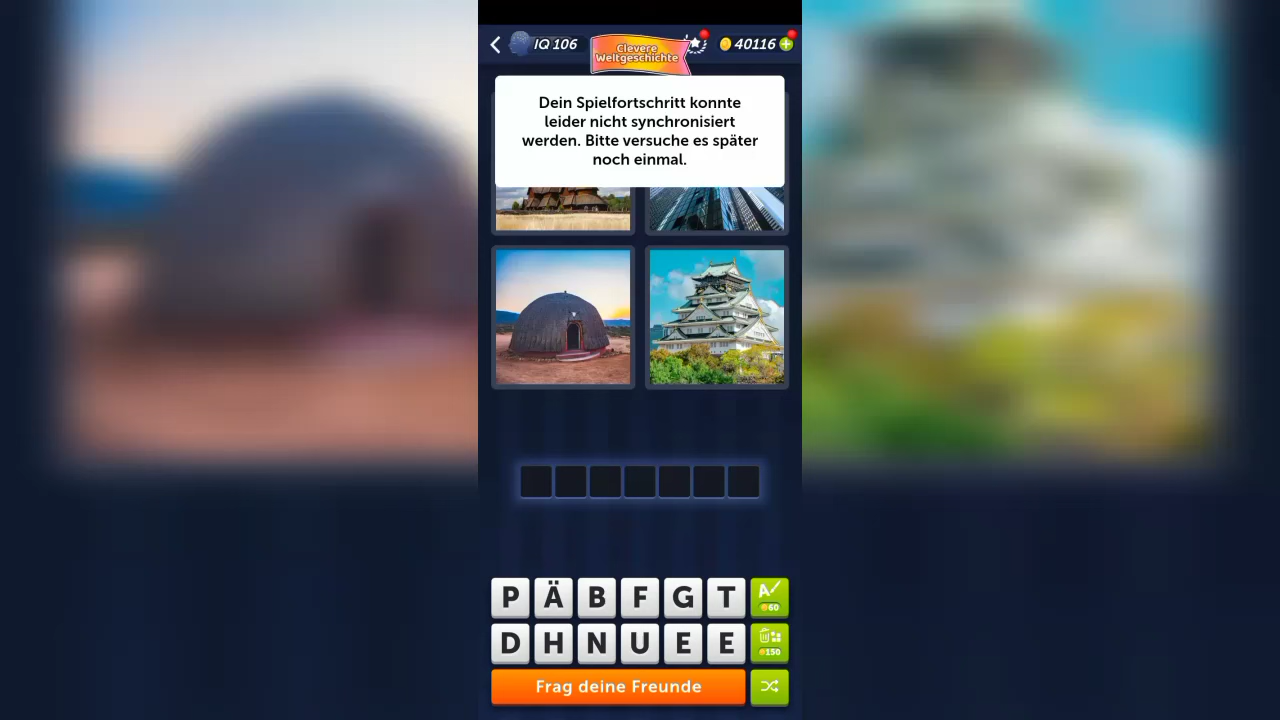 IQ 106
Clevere
Weltgeschichte
40116
Dein Spielfortschritt konnte
leider nicht synchronisiert
werden. Bitte versuche es später
noch einmal.
P Ä B F G T
A
60
D H N U E E
150
Frag deine Freunde